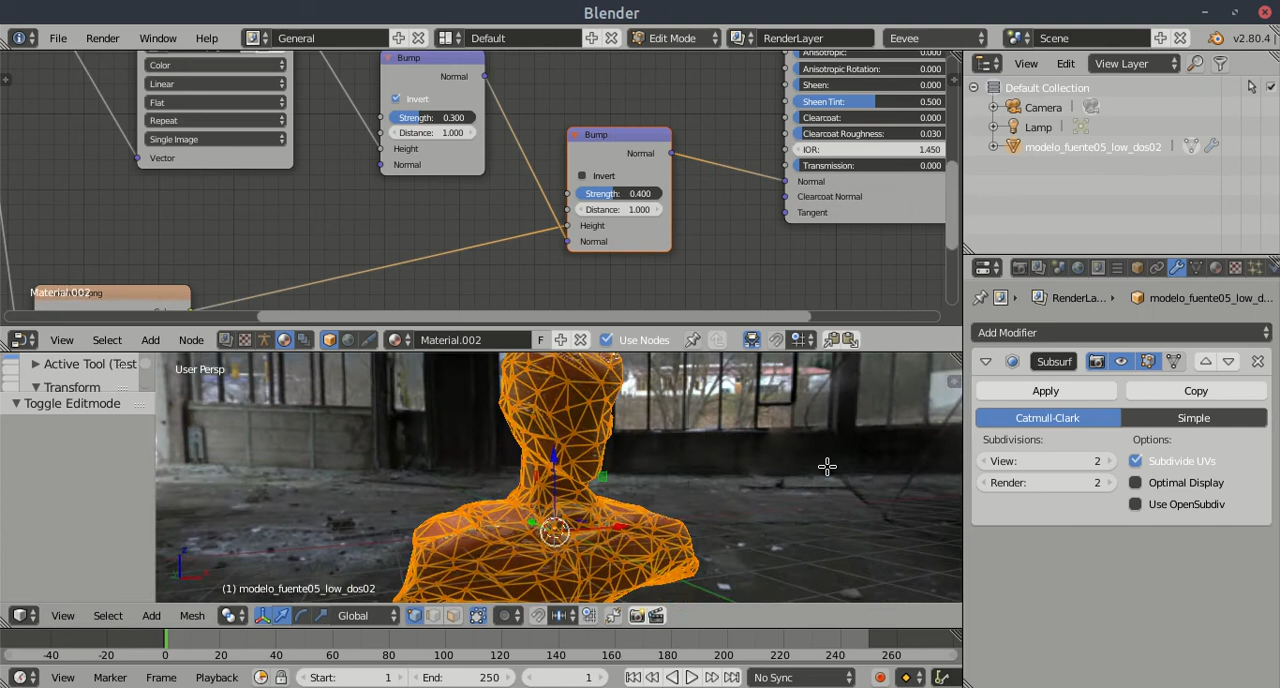 Blender
File Render Window Help General Default Edit Mode RenderLayer Eevee Scene v2.80.4
Color
Linear
Flat
Repeat
Single Image
Vector
Bump
Normal
Invert
Strength: 0.300
Distance: 1.000
Height
Normal
Bump
Normal
Invert
Strength: 0.400
Distance: 1.000
Height
Normal
Anisotropic: 0.000
Anisotropic Rotation: 0.000
Sheen: 0.000
Sheen Tint: 0.500
Clearcoat: 0.000
Clearcoat Roughness: 0.030
IOR: 1.450
Transmission: 0.000
Normal
Clearcoat Normal
Tangent
Material.002
View Select Add Node Material.002 F Use Nodes
View Edit View Layer
Default Collection
Camera
Lamp
modelo_fuente05_low_dos02
RenderLa... modelo_fuente05_low_d...
Add Modifier
Subsurf
Apply Copy
Catmull-Clark Simple
Subdivisions: Options:
View: 2 Subdivide UVs
Render: 2 Optimal Display
Use OpenSubdiv
Active Tool (Test
Transform
Toggle Editmode
User Persp
z
x
(1) modelo_fuente05_low_dos02
View Select Add Mesh Global
-40 -20 0 20 40 60 80 100 120 140 160 180 200 220 240 260
View Marker Frame Playback Start: 1 End: 250 1 No Sync